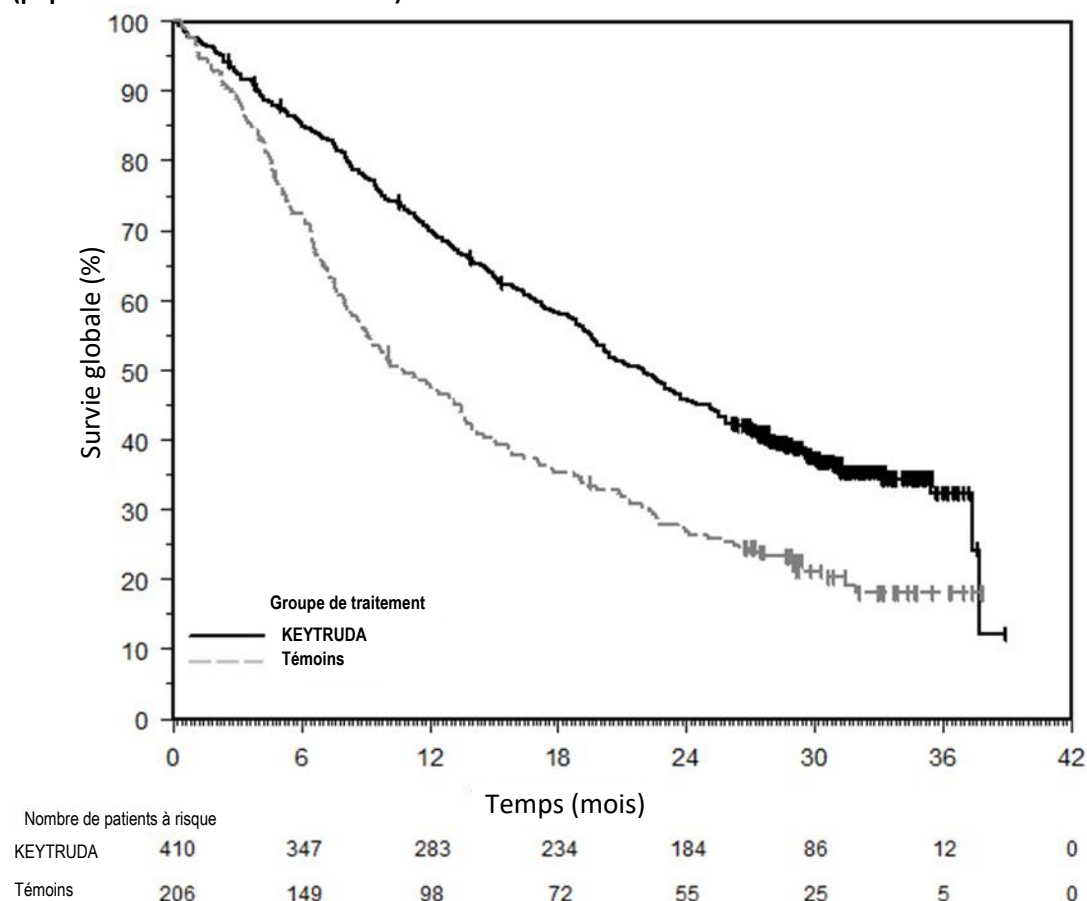 100
90
80
70
60
50
40
30
20
10
0
Survie globale (%)
Groupe de traitement
KEYTRUDA
Témoins
0 6 12 18 24 30 36 42
Temps (mois)
Nombre de patients à risque
KEYTRUDA 410 347 283 234 184 86 12 0
Témoins 206 149 98 72 55 25 5 0